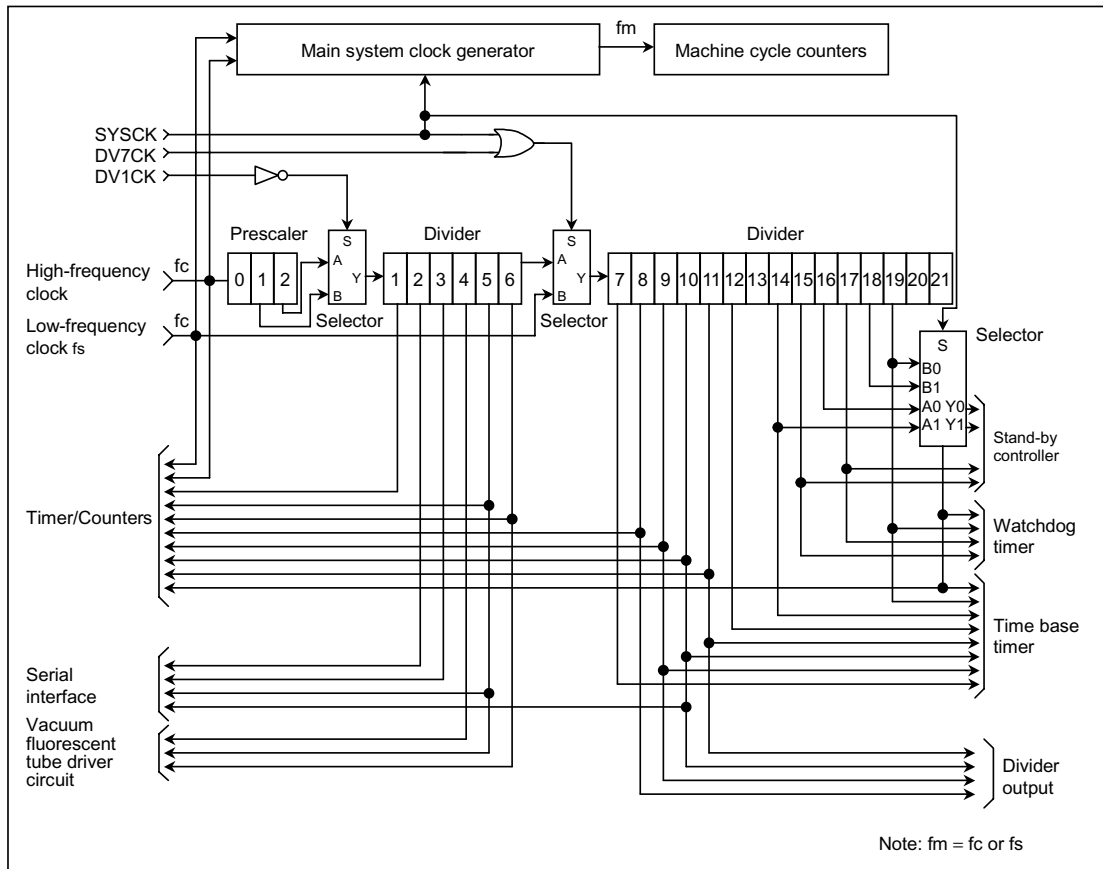 Main system clock generator
fm
Machine cycle counters
SYSCK
DV7CK
DV1CK
Prescaler
S
Divider
S
Divider
High-frequency
clock
fc
0 1 2
A
Y
B
Selector
1 2 3 4 5 6
A
Y
B
Selector
7 8 9 10 11 12 13 14 15 16 17 18 19 20 21
Low-frequency
clock fs
fc
S
Selector
B0
B1
A0 Y0
A1 Y1
Stand-by
controller
Timer/Counters
Watchdog
timer
Time base
timer
Serial
interface
Vacuum
fluorescent
tube driver
circuit
Divider
output
Note: fm = fc or fs